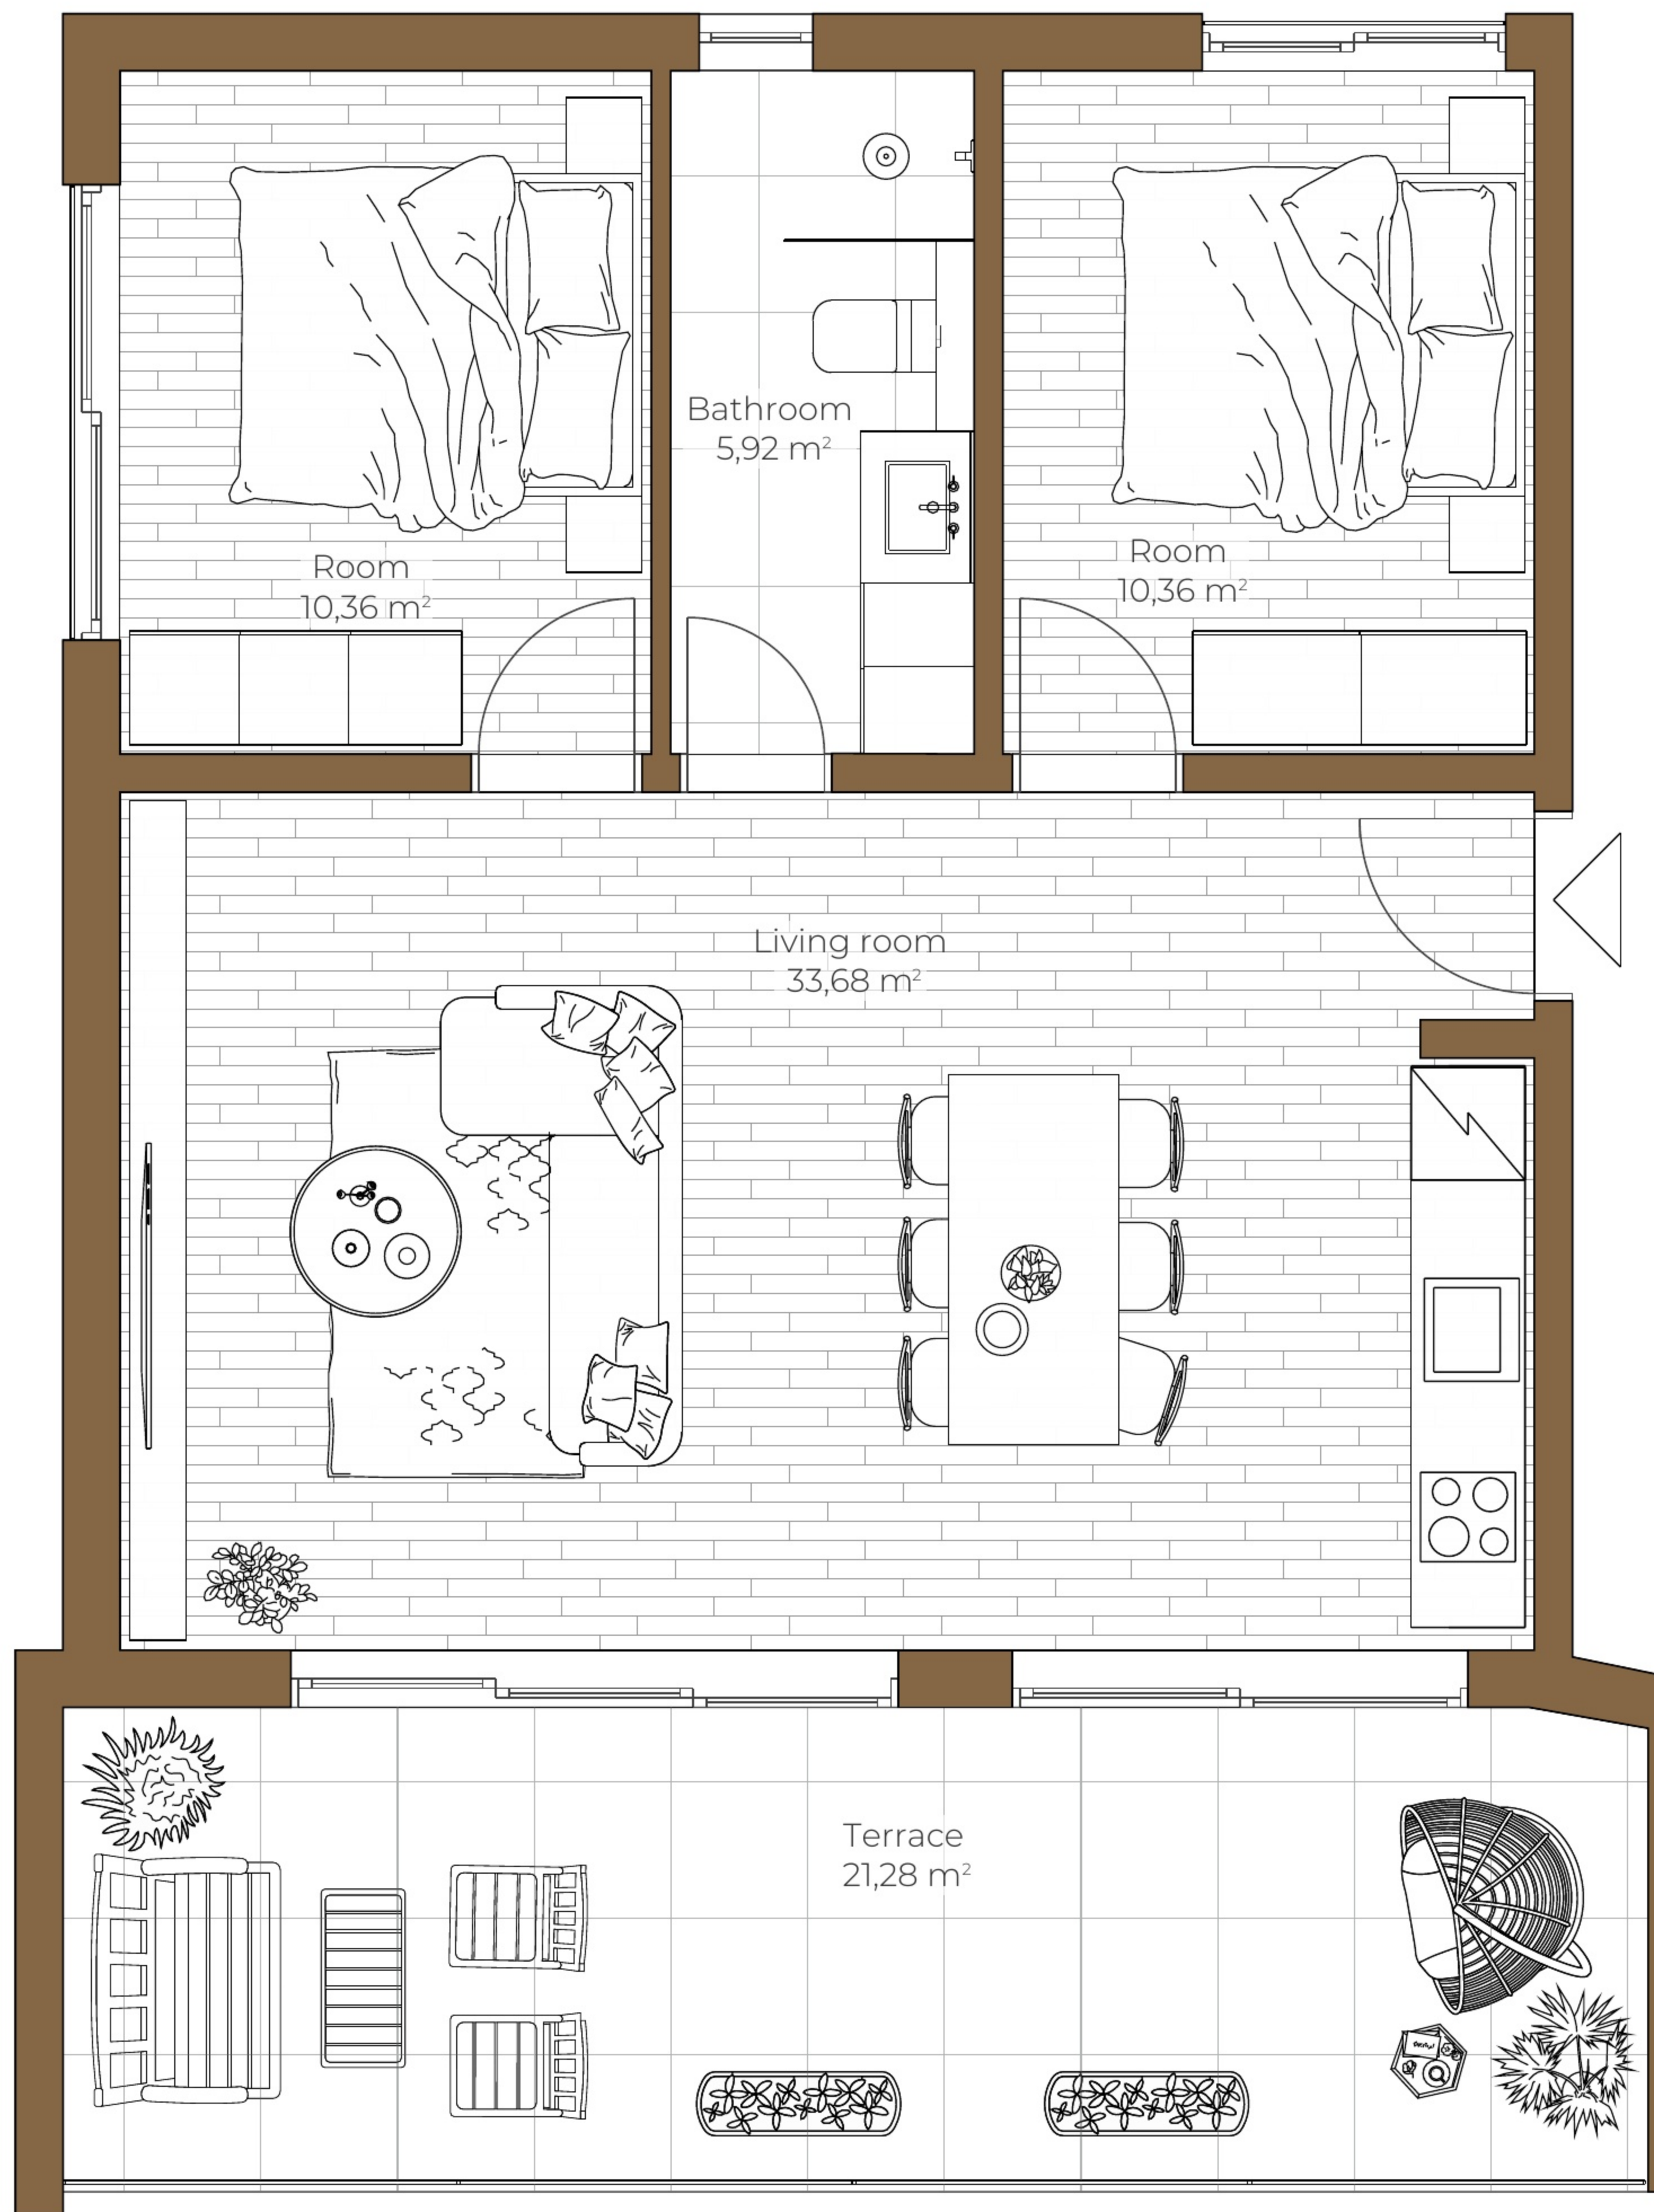 Bathroom
5,92 m²
Room
10,36 m²
Room
10,36 m²
Living room
33,68 m²
Terrace
21,28 m²